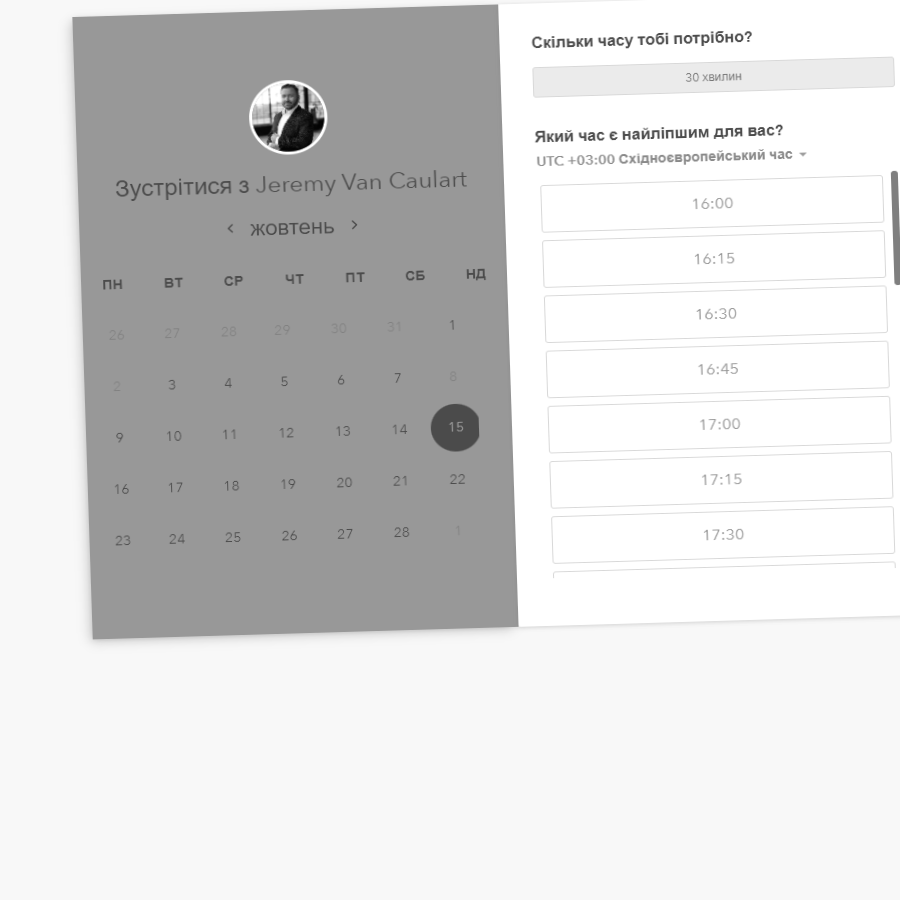 Зустрітися з Jeremy Van Caulart
жовтень
ПН ВТ СР ЧТ ПТ СБ НД
26 27 28 29 30 31 1
2 3 4 5 6 7 8
9 10 11 12 13 14 15
16 17 18 19 20 21 22
23 24 25 26 27 28 1
Скільки часу тобі потрібно?
30 хвилин
Який час є найліпшим для вас?
UTC +03:00 Східноєвропейський час
16:00
16:15
16:30
16:45
17:00
17:15
17:30